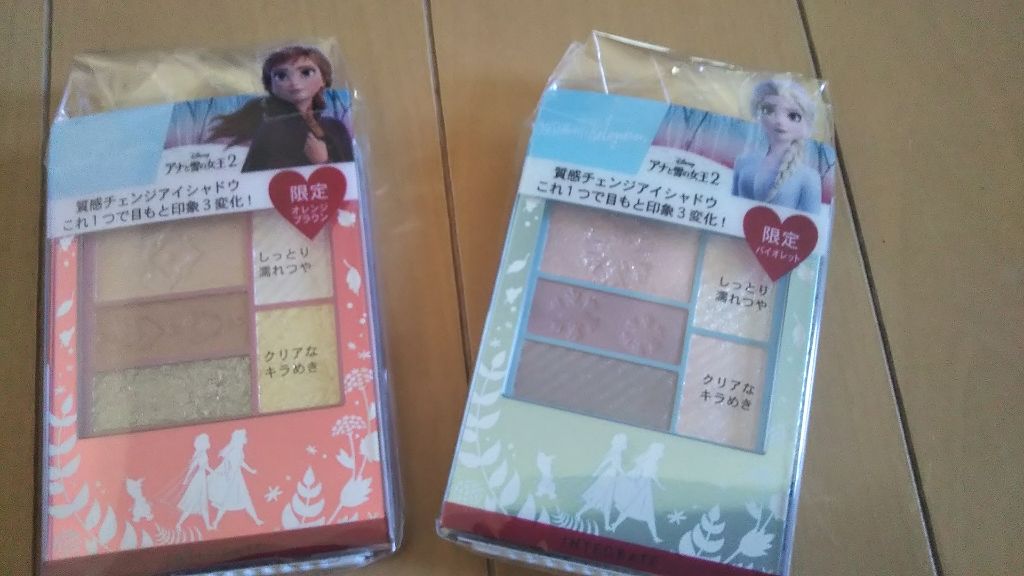 Disney
アナと雪の女王2
質感チェンジアイシャドウ
これ1つで目もと印象3変化!
限定
オレンジ
ブラウン
しっとり
濡れつや
クリアな
キラめき
Disney
アナと雪の女王2
質感チェンジアイシャドウ
これ1つで目もと印象3変化!
限定
バイオレット
しっとり
濡れつや
クリアな
キラめき
INTEGRATE